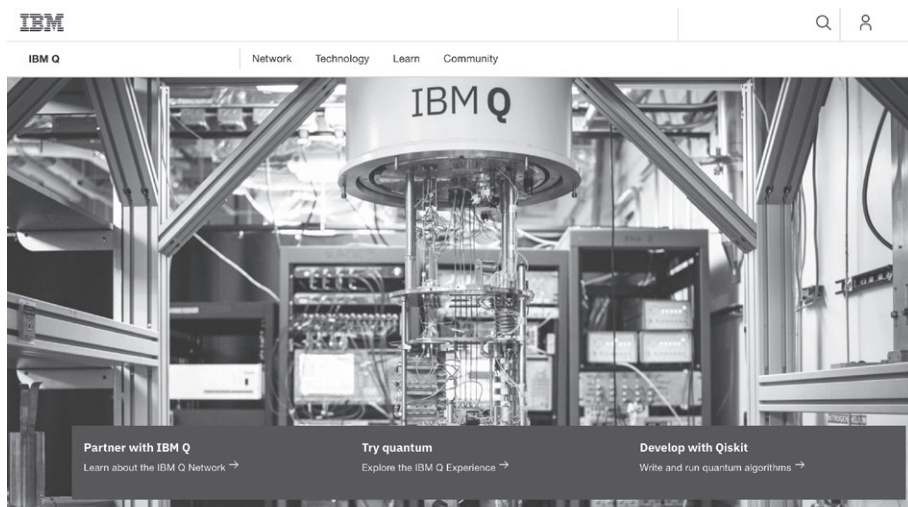 IBM
IBM Q
Network
Technology
Learn
Community
IBM Q
Partner with IBM Q
Learn about the IBM Q Network →
Try quantum
Explore the IBM Q Experience →
Develop with Qiskit
Write and run quantum algorithms →